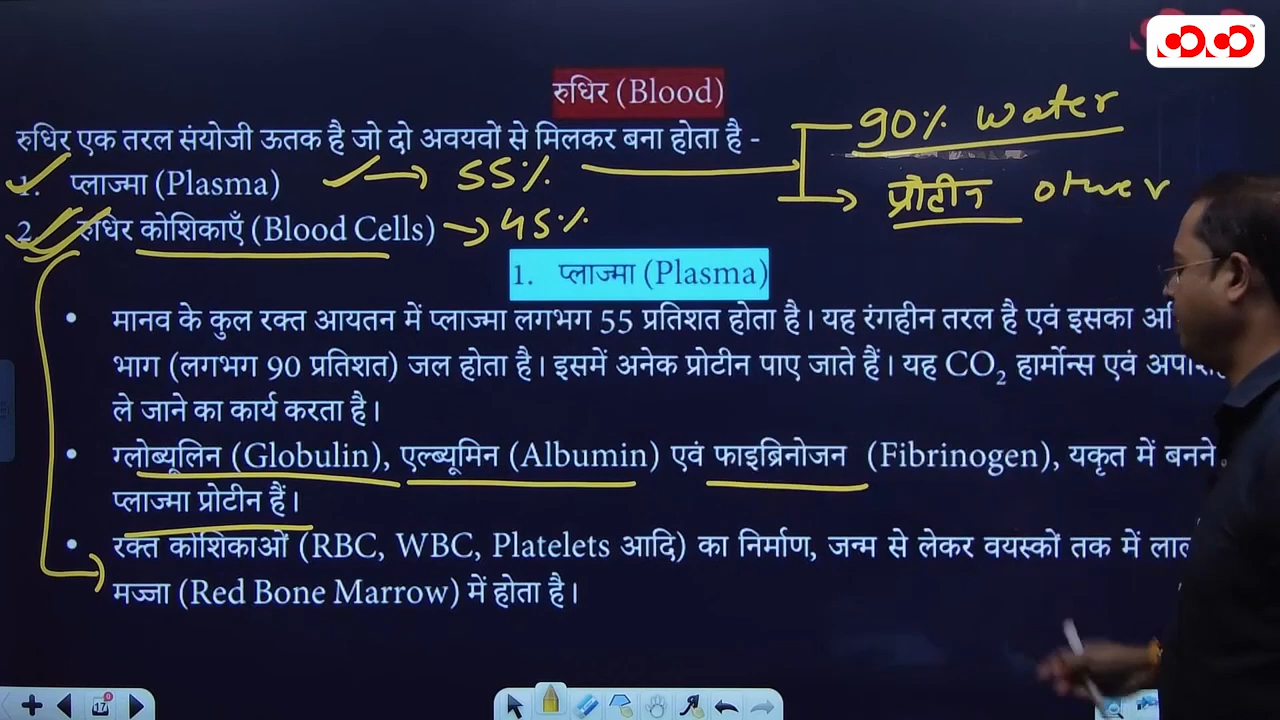 रुधिर (Blood)
रुधिर एक तरल संयोजी ऊतक है जो दो अवयवों से मिलकर बना होता है -
90% water
1. प्लाज्मा (Plasma) → 55%
प्रोटीन other
2. रुधिर कोशिकाएँ (Blood Cells) → 45%
1. प्लाज्मा (Plasma)
• मानव के कुल रक्त आयतन में प्लाज्मा लगभग 55 प्रतिशत होता है। यह रंगहीन तरल है एवं इसका
भाग (लगभग 90 प्रतिशत) जल होता है। इसमें अनेक प्रोटीन पाए जाते हैं। यह CO₂ हार्मोन्स एवं
ले जाने का कार्य करता है।
• ग्लोब्यूलिन (Globulin), एल्ब्यूमिन (Albumin) एवं फाइब्रिनोजन (Fibrinogen), यकृत में बनने
प्लाज्मा प्रोटीन हैं।
• रक्त कोशिकाओं (RBC, WBC, Platelets आदि) का निर्माण, जन्म से लेकर वयस्कों तक में
मज्जा (Red Bone Marrow) में होता है।
17